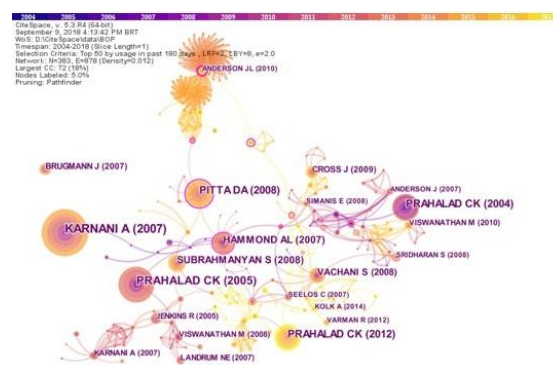 2004 2005 2006 2007 2008 2009 2010 2011 2012 2013 2014 2015
CiteSpace, v. 5.3.R4 (64-bit)
September 9, 2018 4:13:42 PM BRT
WoS: D:\CiteSpace\data\BOP
Timespan: 2004-2018 (Slice Length=1)
Selection Criteria: Top 50 by usage in past 180 days , LRF=2, LBY=8, e=2.0
Network: N=383, E=878 (Density=0.012)
Largest CC: 72 (18%)
Nodes Labeled: 5.0%
Pruning: Pathfinder
ANDERSON JL (2010)
BRUGMANN J (2007)
CROSS J (2009)
PITTA DA (2008)
ANDERSON J (2007)
SIMANIS E (2008)
PRAHALAD CK (2004)
VISWANATHAN M (2010)
KARNANI A (2007)
HAMMOND AL (2007)
SRIDHARAN S (2008)
SUBRAHMANYAN S (2008)
VACHANI S (2008)
PRAHALAD CK (2005)
SEELOS C (2007)
KOLK A (2014)
JENKINS R (2005)
VARMAN R (2012)
VISWANATHAN M (2008)
PRAHALAD CK (2012)
KARNANI A (2007)
LANDRUM NE (2007)